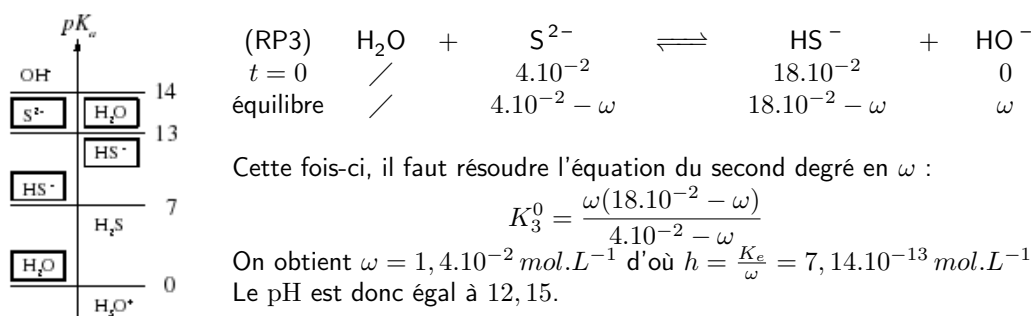 pKₐ
OH⁻
14
S²⁻ H₂O
13
HS⁻
HS⁻
7
H₂S
H₂O
0
H₃O⁺
(RP3) H₂O + S²⁻ ⇌ HS⁻ + HO⁻
t = 0 ∕ 4.10⁻² 18.10⁻² 0
équilibre ∕ 4.10⁻² − ω 18.10⁻² − ω ω
Cette fois-ci, il faut résoudre l'équation du second degré en ω :
K₃⁰ = ω(18.10⁻² − ω) / 4.10⁻² − ω
On obtient ω = 1, 4.10⁻² mol.L⁻¹ d'où h = Kₑ/ω = 7, 14.10⁻¹³ mol.L⁻¹
Le pH est donc égal à 12, 15.